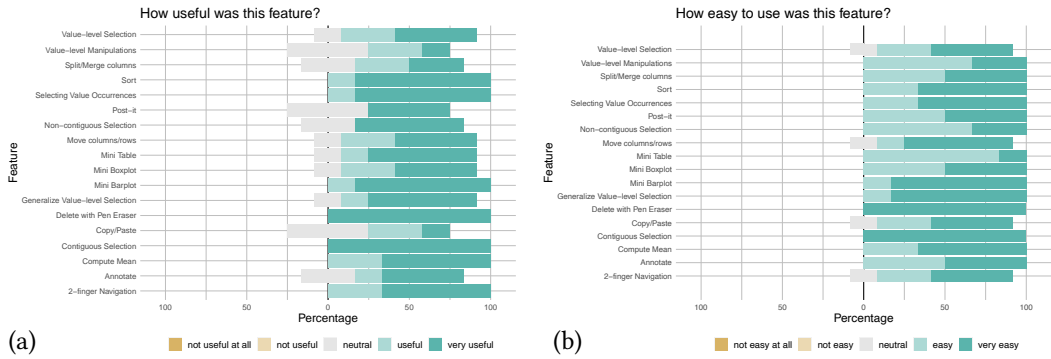 How useful was this feature?
Feature
Value−level Selection
Value−level Manipulations
Split/Merge columns
Sort
Selecting Value Occurrences
Post−it
Non−contiguous Selection
Move columns/rows
Mini Table
Mini Boxplot
Mini Barplot
Generalize Value−level Selection
Delete with Pen Eraser
Copy/Paste
Contiguous Selection
Compute Mean
Annotate
2−finger Navigation
100 50 0 50 100
Percentage
(a)
not useful at all not useful neutral useful very useful
How easy to use was this feature?
Feature
Value−level Selection
Value−level Manipulations
Split/Merge columns
Sort
Selecting Value Occurrences
Post−it
Non−contiguous Selection
Move columns/rows
Mini Table
Mini Boxplot
Mini Barplot
Generalize Value−level Selection
Delete with Pen Eraser
Copy/Paste
Contiguous Selection
Compute Mean
Annotate
2−finger Navigation
100 50 0 50 100
Percentage
(b)
not easy at all not easy neutral easy very easy